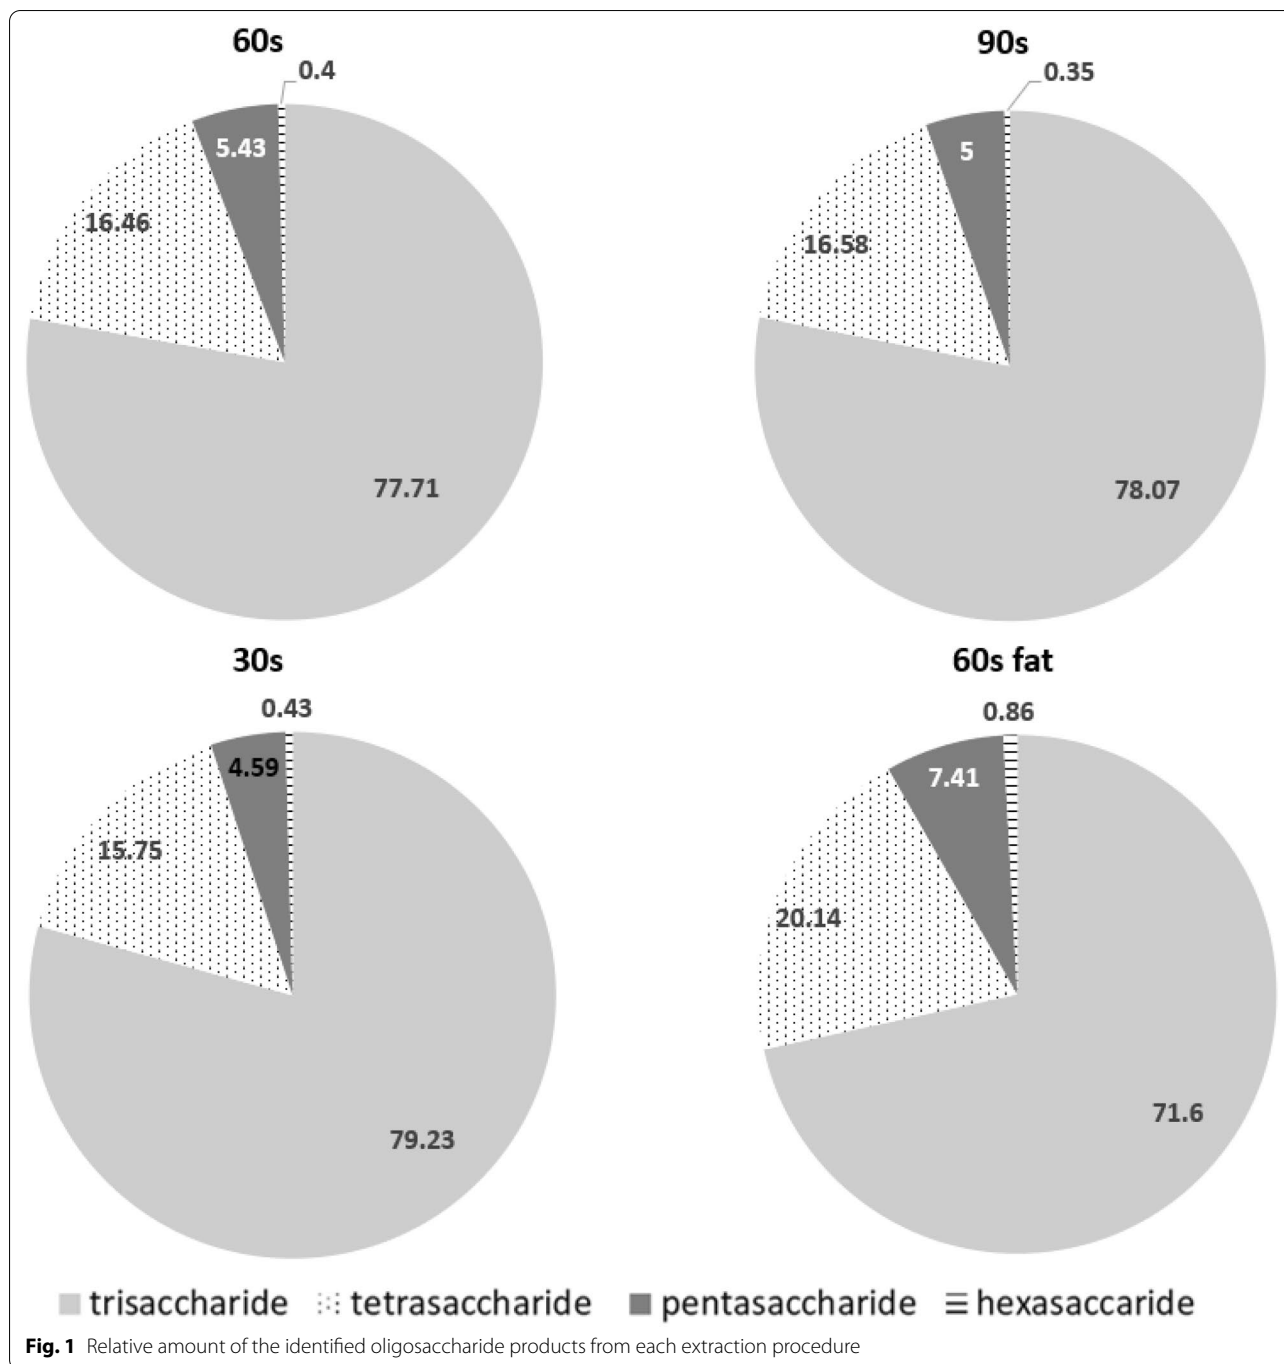 60s
0.4
5.43
16.46
77.71
90s
0.35
5
16.58
78.07
30s
0.43
4.59
15.75
79.23
60s fat
0.86
7.41
20.14
71.6
trisaccharide tetrasaccharide pentasaccharide hexasaccaride
Fig. 1 Relative amount of the identified oligosaccharide products from each extraction procedure